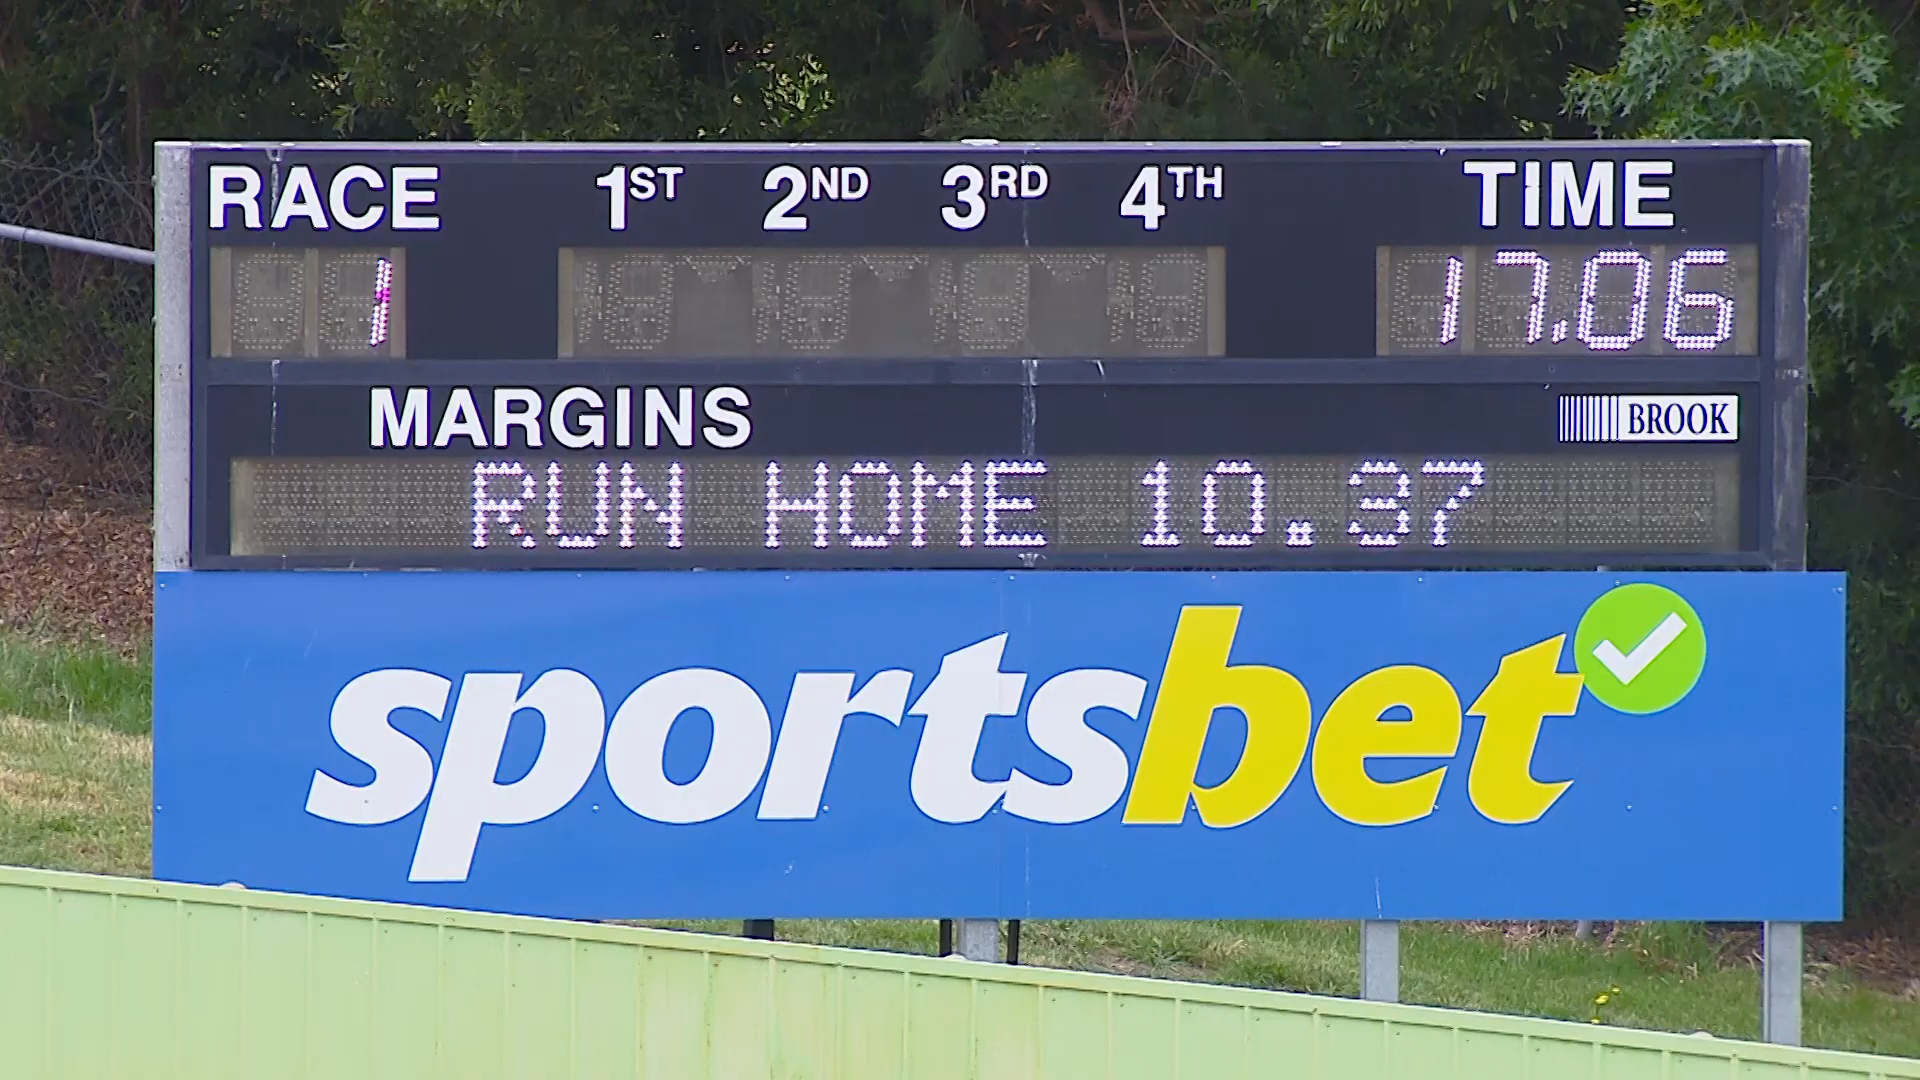 RACE 1ST 2ND 3RD 4TH TIME
1 17.06
MARGINS BROOK
RUN HOME 10.37
sportsbet